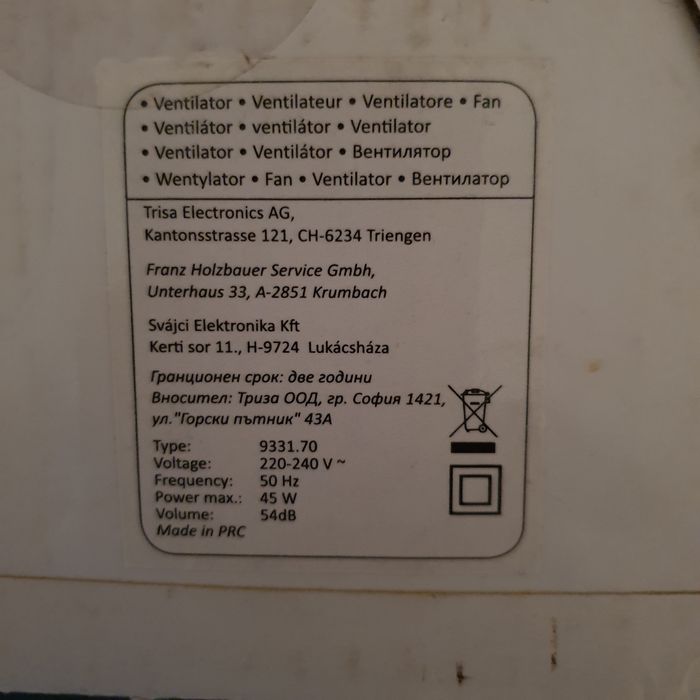 • Ventilator • Ventilateur • Ventilatore • Fan
• Ventilátor • ventilátor • Ventilator
• Ventilator • Ventilátor • Вентилятор
• Wentylator • Fan • Ventilator • Вентилатор
Trisa Electronics AG,
Kantonsstrasse 121, CH-6234 Triengen
Franz Holzbauer Service Gmbh,
Unterhaus 33, A-2851 Krumbach
Svájci Elektronika Kft
Kerti sor 11., H-9724 Lukácsháza
Гранционен срок: две години
Вносител: Триза ООД, гр. София 1421,
ул."Горски пътник" 43А
Type: 9331.70
Voltage: 220-240 V ~
Frequency: 50 Hz
Power max.: 45 W
Volume: 54dB
Made in PRC